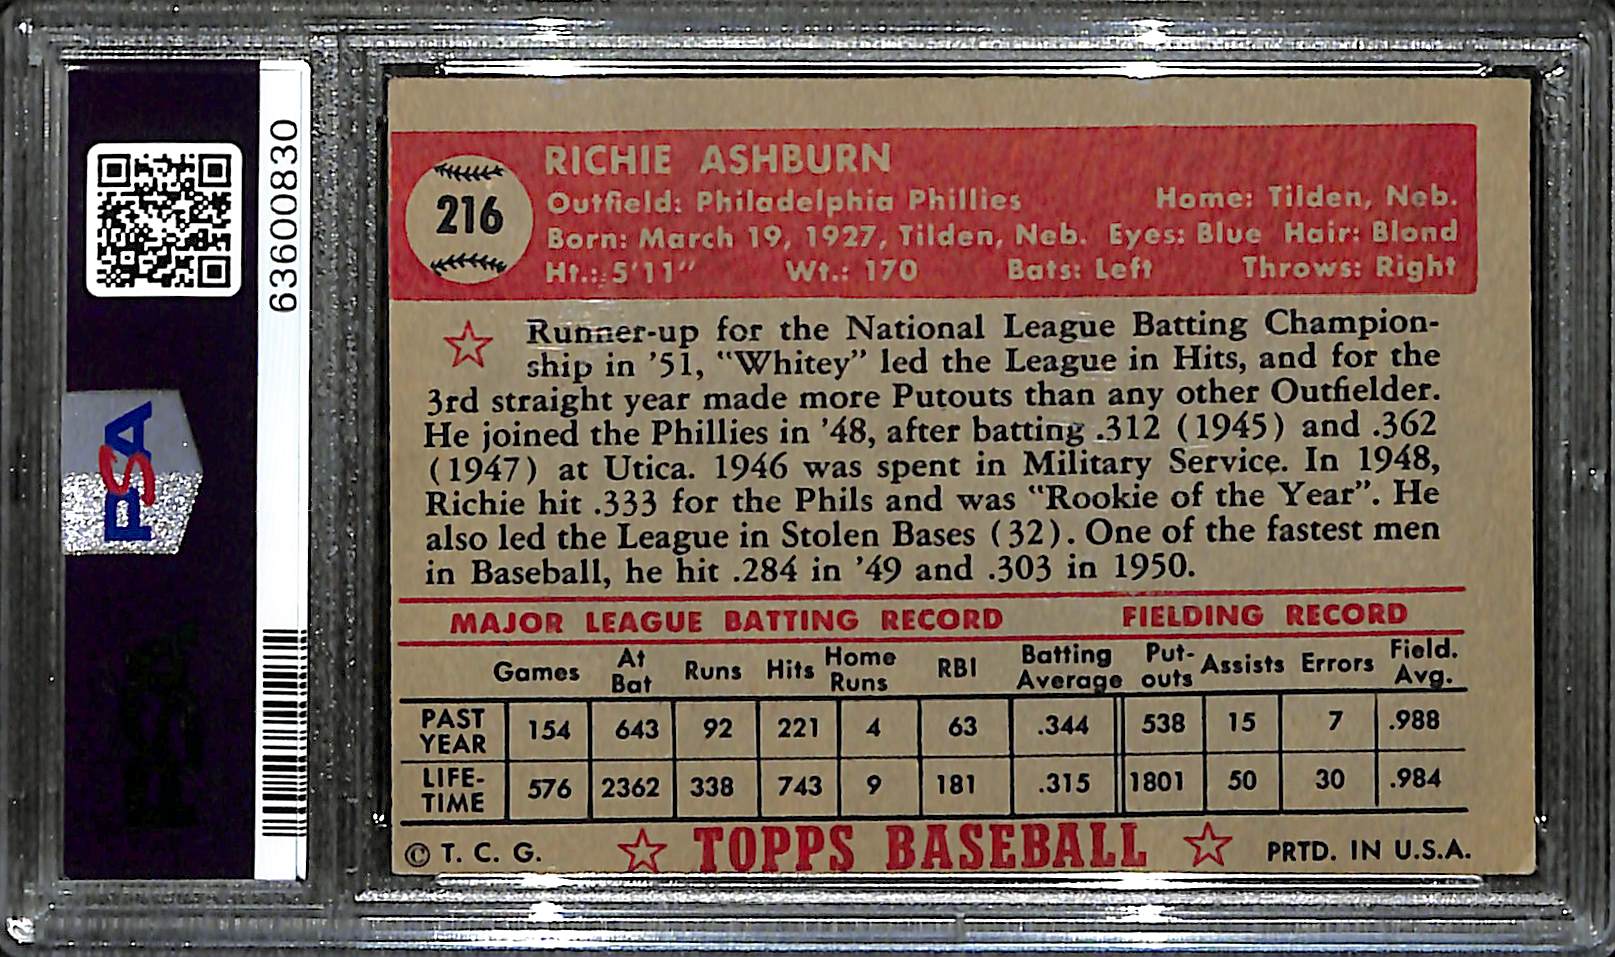 63600830
PSA
216
RICHIE ASHBURN
Outfield: Philadelphia Phillies Home: Tilden, Neb.
Born: March 19, 1927, Tilden, Neb. Eyes: Blue Hair: Blond
Ht.: 5'11" Wt.: 170 Bats: Left Throws: Right
Runner-up for the National League Batting Champion-
ship in '51, "Whitey" led the League in Hits, and for the
3rd straight year made more Putouts than any other Outfielder.
He joined the Phillies in '48, after batting .312 (1945) and .362
(1947) at Utica. 1946 was spent in Military Service. In 1948,
Richie hit .333 for the Phils and was "Rookie of the Year". He
also led the League in Stolen Bases (32). One of the fastest men
in Baseball, he hit .284 in '49 and .303 in 1950.
MAJOR LEAGUE BATTING RECORD FIELDING RECORD
Games At Bat Runs Hits Home Runs RBI Batting Average Put-outs Assists Errors Field. Avg.
PAST YEAR 154 643 92 221 4 63 .344 538 15 7 .988
LIFE-TIME 576 2362 338 743 9 181 .315 1801 50 30 .984
© T. C. G. TOPPS BASEBALL PRTD. IN U.S.A.